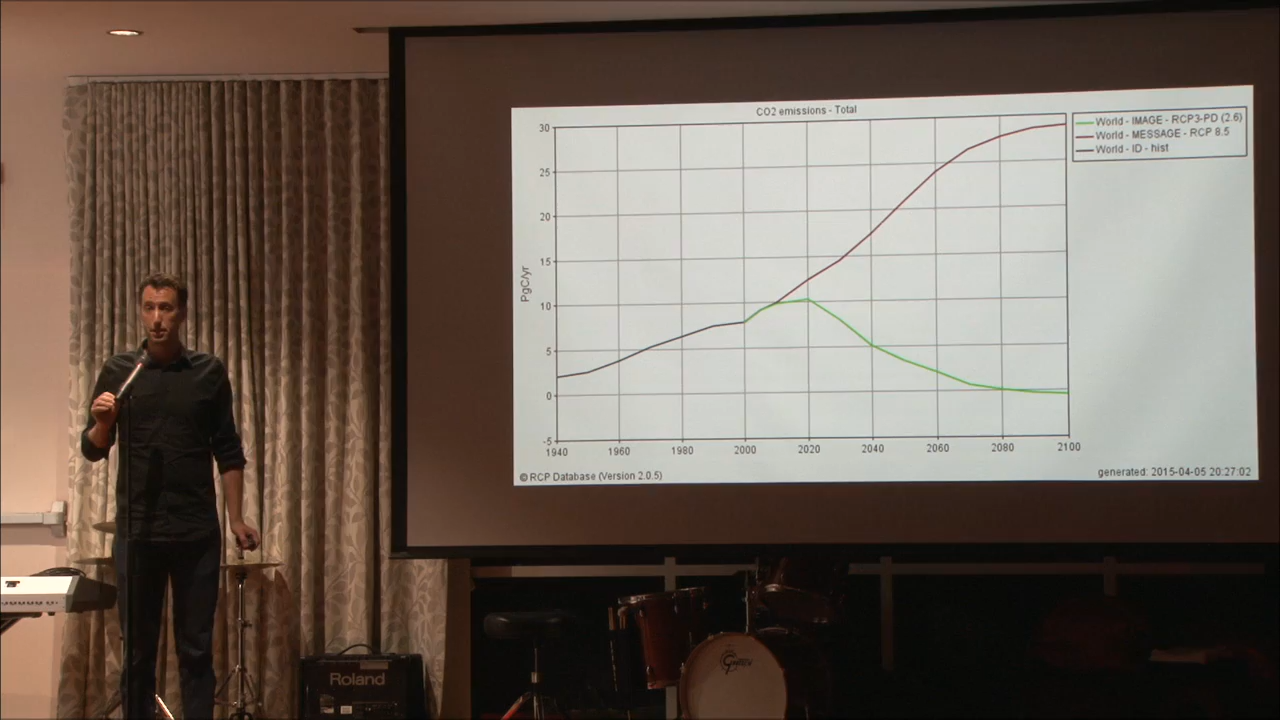 CO2 emissions - Total
World - IMAGE - RCP3-PD (2.6)
World - MESSAGE - RCP 8.5
World - ID - hist
30
25
20
15
10
5
0
-5
PgC/yr
1940 1960 1980 2000 2020 2040 2060 2080 2100
© RCP Database (Version 2.0.5)
generated: 2015-04-05 20:27:02
Roland
Gretsch